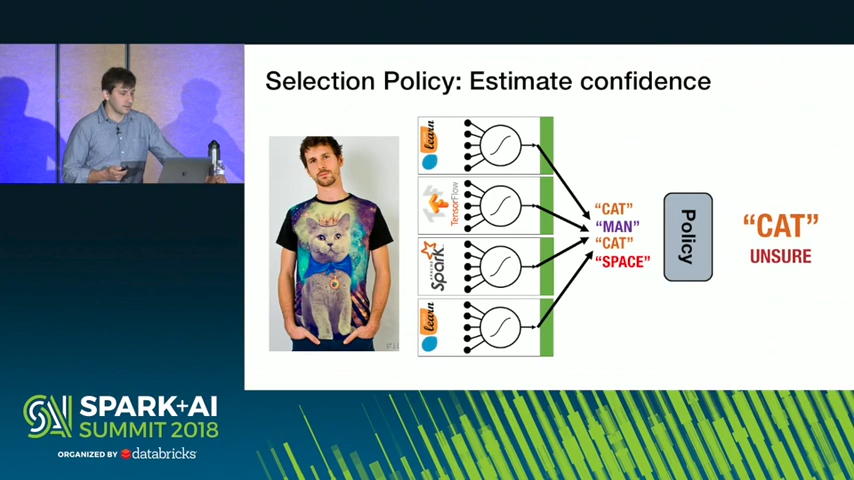 Selection Policy: Estimate confidence
learn
TensorFlow
APACHE
Spark
learn
"CAT"
"MAN"
"CAT"
"SPACE"
Policy
"CAT"
UNSURE
SPARK+AI
SUMMIT 2018
ORGANIZED BY databricks